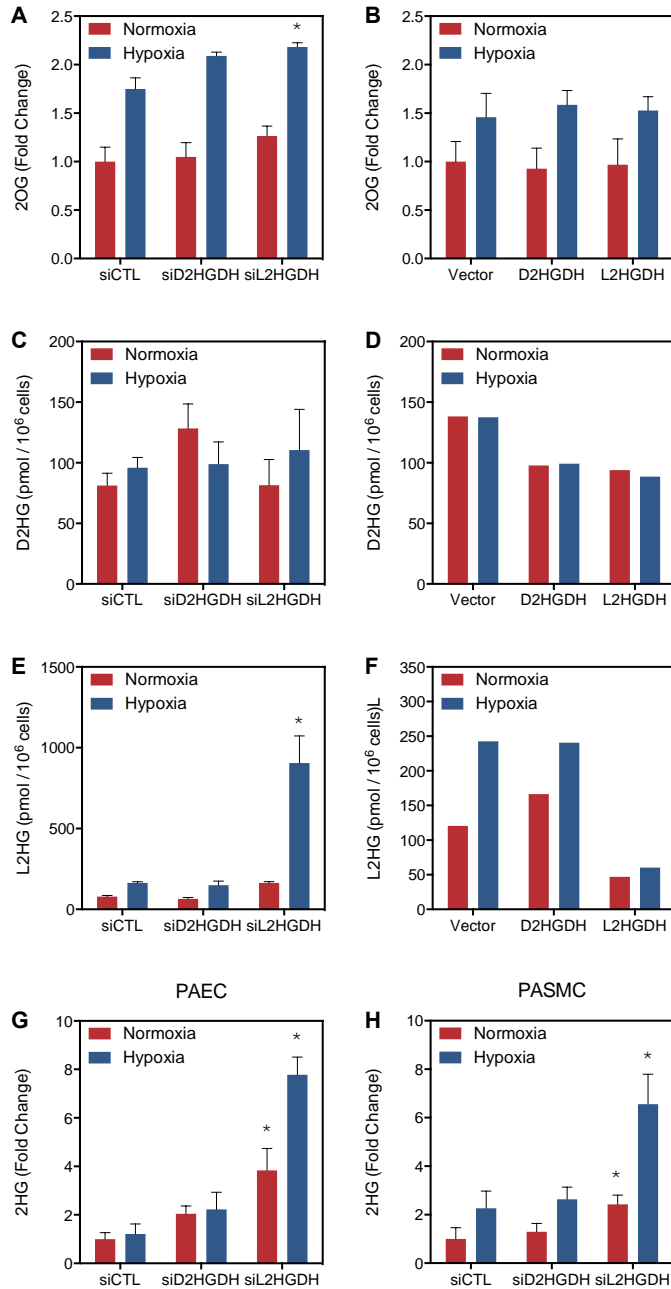 A
2OG (Fold Change)
2.5
2.0
1.5
1.0
0.5
0.0
Normoxia
Hypoxia
*
siCTL siD2HGDH siL2HGDH
B
2OG (Fold Change)
2.5
2.0
1.5
1.0
0.5
0.0
Normoxia
Hypoxia
Vector D2HGDH L2HGDH
C
D2HG (pmol / 10⁶ cells)
200
150
100
50
0
Normoxia
Hypoxia
siCTL siD2HGDH siL2HGDH
D
D2HG (pmol / 10⁶ cells)
200
150
100
50
0
Normoxia
Hypoxia
Vector D2HGDH L2HGDH
E
L2HG (pmol / 10⁶ cells)
1500
1000
500
0
Normoxia
Hypoxia
*
siCTL siD2HGDH siL2HGDH
F
L2HG (pmol / 10⁶ cells)L
350
300
250
200
150
100
50
0
Normoxia
Hypoxia
Vector D2HGDH L2HGDH
PAEC
G
2HG (Fold Change)
10
8
6
4
2
0
Normoxia
Hypoxia
*
*
siCTL siD2HGDH siL2HGDH
PASMC
H
2HG (Fold Change)
10
8
6
4
2
0
Normoxia
Hypoxia
*
*
siCTL siD2HGDH siL2HGDH